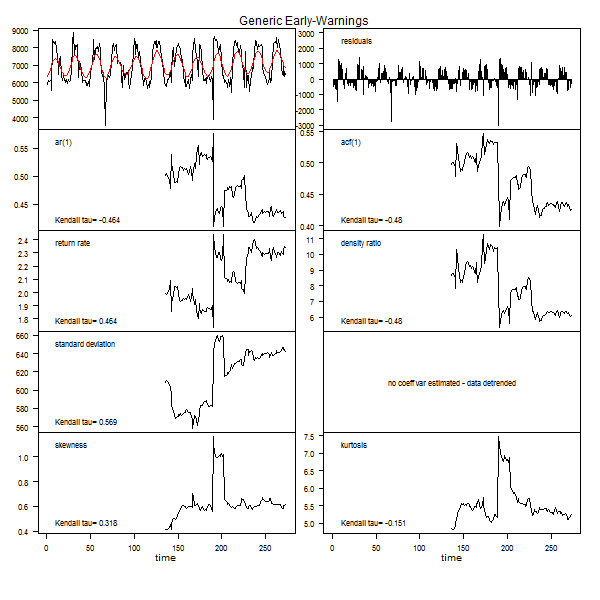 Generic Early-Warnings
9000
8000
7000
6000
5000
4000
residuals
3000
2000
1000
0
-1000
-3000
ar(1)
0.55
0.45
Kendall tau= -0.464
acf(1)
0.55
0.50
0.45
0.40
Kendall tau= -0.48
return rate
2.4
2.3
2.2
2.1
2.0
1.9
1.8
Kendall tau= 0.464
density ratio
11
10
9
8
7
6
Kendall tau= -0.48
standard deviation
660
640
620
600
580
560
Kendall tau= 0.569
no coeff var estimated - data detrended
skewness
1.0
0.8
0.6
0.4
Kendall tau= 0.318
kurtosis
7.5
7.0
6.5
6.0
5.5
5.0
Kendall tau= -0.151
0 50 100 150 200 250
time
0 50 100 150 200 250
time